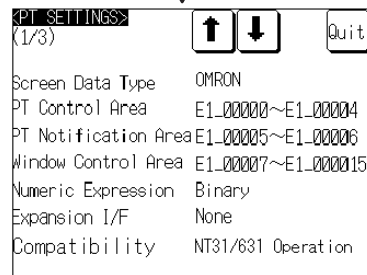 <PT SETTINGS>
(1/3)
Quit
Screen Data Type OMRON
PT Control Area E1_00000~E1_00004
PT Notification Area E1_00005~E1_00006
Window Control Area E1_00007~E1_000015
Numeric Expression Binary
Expansion I/F None
Compatibility NT31/631 Operation